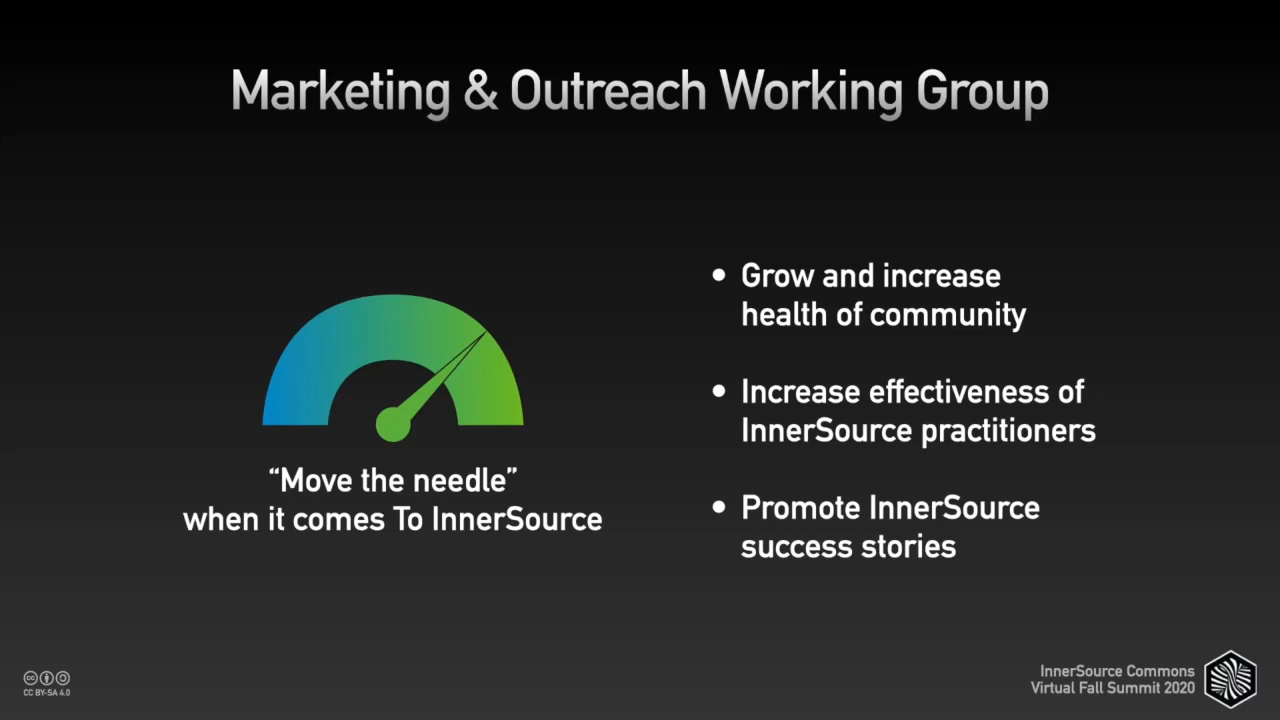 Marketing & Outreach Working Group
“Move the needle”
when it comes To InnerSource
• Grow and increase
health of community
• Increase effectiveness of
InnerSource practitioners
• Promote InnerSource
success stories
CC BY-SA 4.0
InnerSource Commons
Virtual Fall Summit 2020